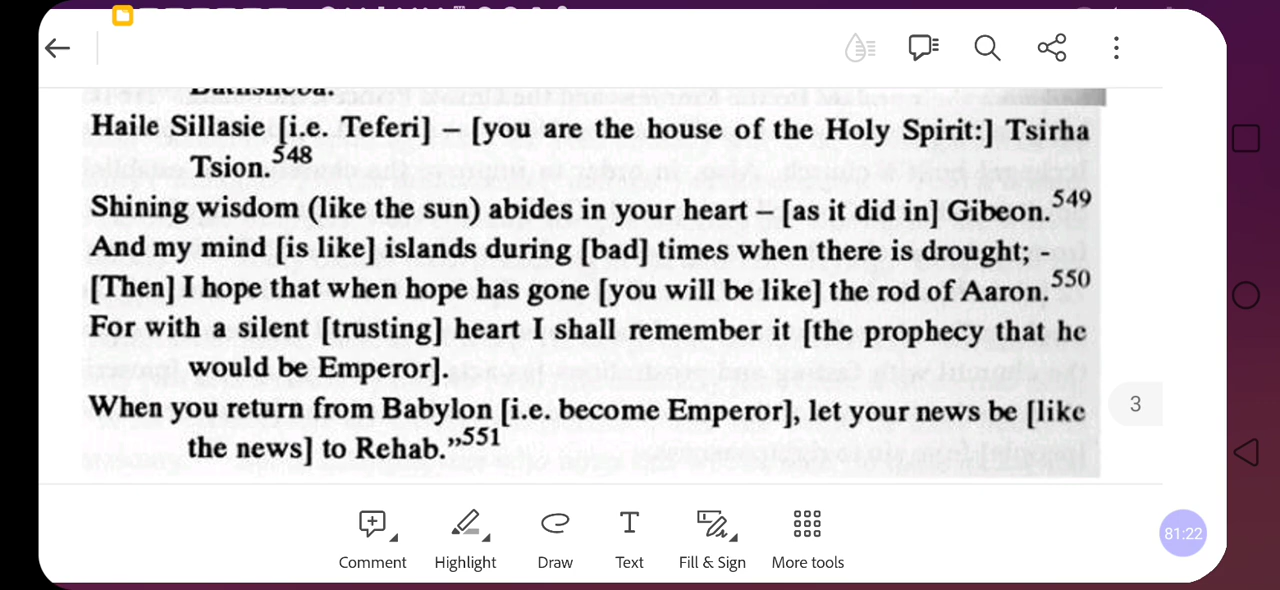 Haile Sillasie [i.e. Teferi] – [you are the house of the Holy Spirit:] Tsirha
Tsion.548
Shining wisdom (like the sun) abides in your heart – [as it did in] Gibeon.549
And my mind [is like] islands during [bad] times when there is drought; -
[Then] I hope that when hope has gone [you will be like] the rod of Aaron.550
For with a silent [trusting] heart I shall remember it [the prophecy that he
would be Emperor].
When you return from Babylon [i.e. become Emperor], let your news be [like
the news] to Rehab.”551
3
81:22
Comment
Highlight
Draw
Text
Fill & Sign
More tools